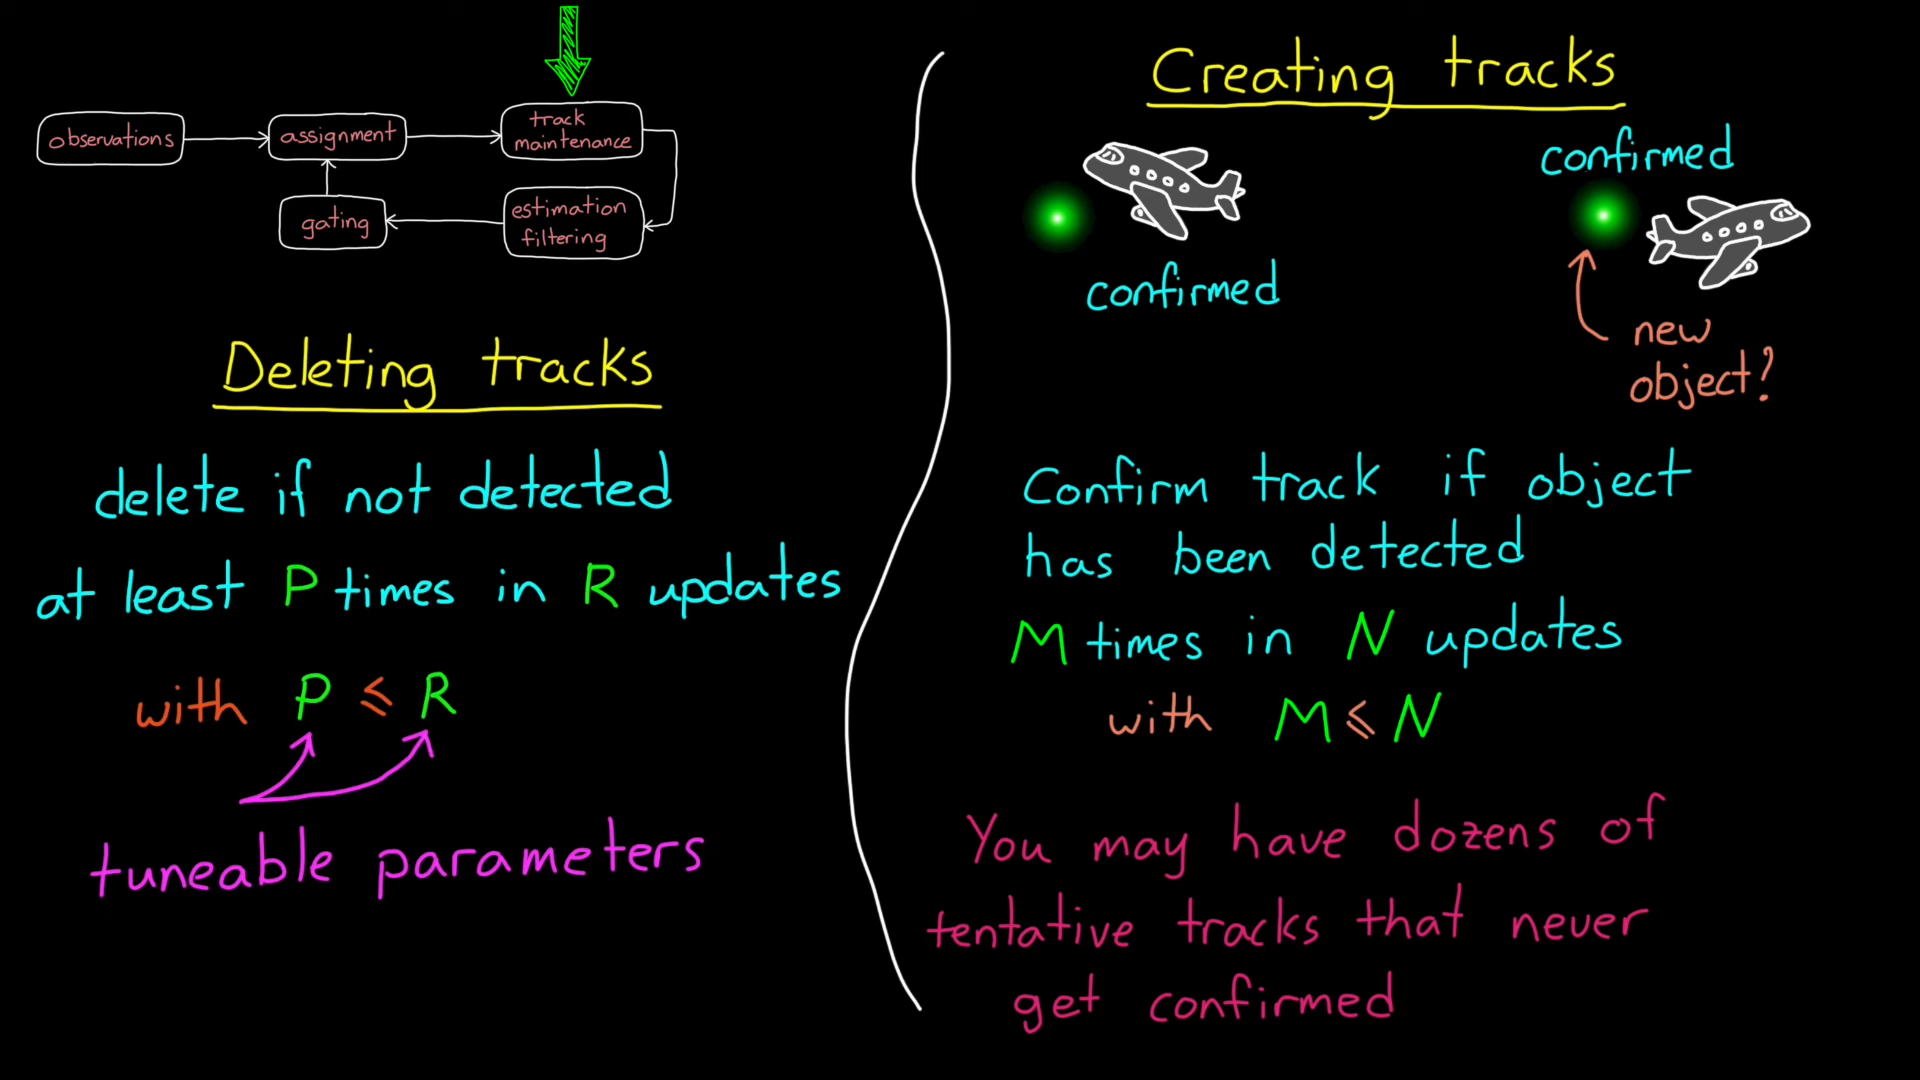 observations
assignment
track
maintenance
gating
estimation
filtering
Deleting tracks
delete if not detected
at least P times in R updates
with P ⩽ R
tuneable parameters
Creating tracks
confirmed
confirmed
new
object?
Confirm track if object
has been detected
M times in N updates
with M ⩽ N
You may have dozens of
tentative tracks that never
get confirmed